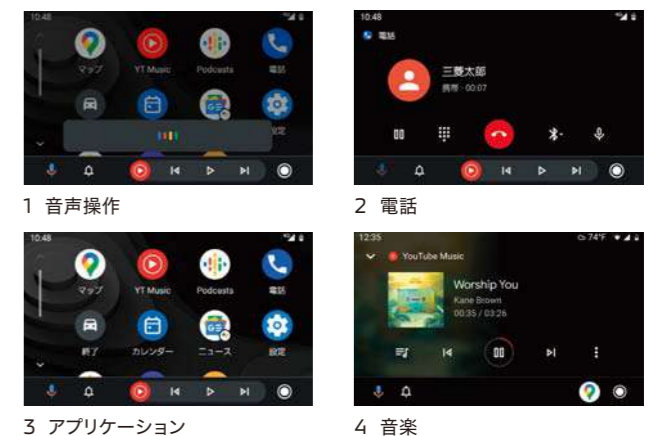 10:48
マップ
YT Music
Podcasts
電話
設定
1 音声操作
10:48
電話
三菱太郎
携帯・00:07
2 電話
10:48
マップ
YT Music
Podcasts
電話
終了
カレンダー
ニュース
設定
3 アプリケーション
12:35
74°F
YouTube Music
Worship You
Kane Brown
00:35 / 03:26
4 音楽